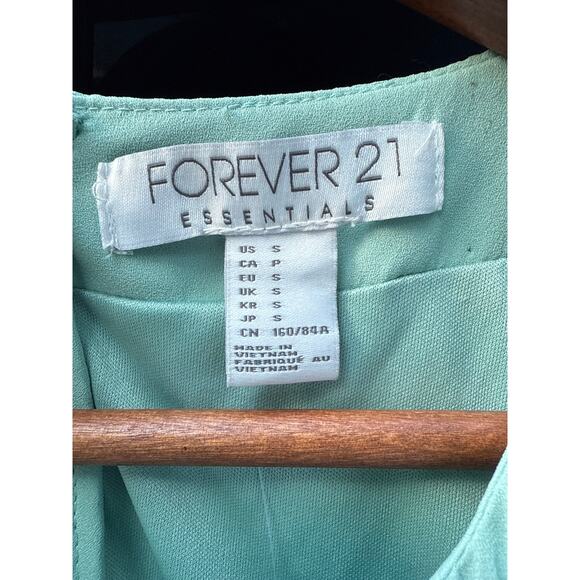 FOREVER 21
ESSENTIALS
US S
CA P
EU S
UK S
KR S
JP S
CN 160/84A
MADE IN
VIETNAM
FABRIQUÉ AU
VIETNAM